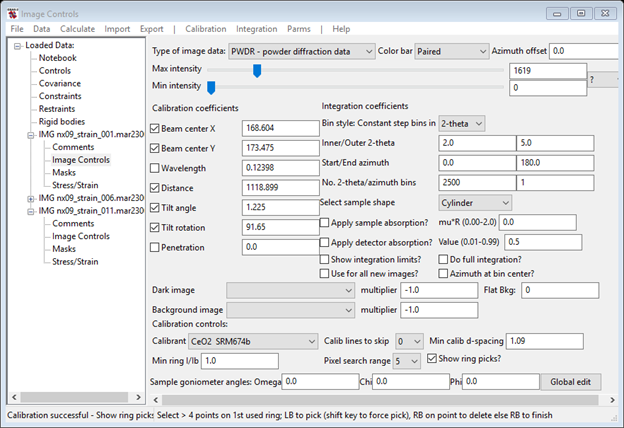 Image Controls
File Data Calculate Import Export | Calibration Integration Parms | Help
Loaded Data:
Notebook
Controls
Covariance
Constraints
Restraints
Rigid bodies
IMG nx09_strain_001.mar230
Comments
Image Controls
Masks
Stress/Strain
IMG nx09_strain_006.mar230
IMG nx09_strain_011.mar230
Comments
Image Controls
Masks
Stress/Strain
Type of image data: PWDR - powder diffraction data Color bar Paired Azimuth offset 0.0
Max intensity 1619
Min intensity 0 ?
Calibration coefficients
Beam center X 168.604
Beam center Y 173.475
Wavelength 0.12398
Distance 1118.899
Tilt angle 1.225
Tilt rotation 91.65
Penetration 0.0
Integration coefficients
Bin style: Constant step bins in 2-theta
Inner/Outer 2-theta 2.0 5.0
Start/End azimuth 0.0 180.0
No. 2-theta/azimuth bins 2500 1
Select sample shape Cylinder
Apply sample absorption? mu*R (0.00-2.0) 0.0
Apply detector absorption? Value (0.01-0.99) 0.5
Show integration limits? Do full integration?
Use for all new images? Azimuth at bin center?
Dark image multiplier -1.0 Flat Bkg: 0
Background image multiplier -1.0
Calibration controls:
Calibrant CeO2 SRM674b Calib lines to skip 0 Min calib d-spacing 1.09
Min ring I/Ib 1.0 Pixel search range 5 Show ring picks?
Sample goniometer angles: Omega 0.0 Chi 0.0 Phi 0.0 Global edit
Calibration successful - Show ring picks Select > 4 points on 1st used ring; LB to pick (shift key to force pick), RB on point to delete else RB to finish